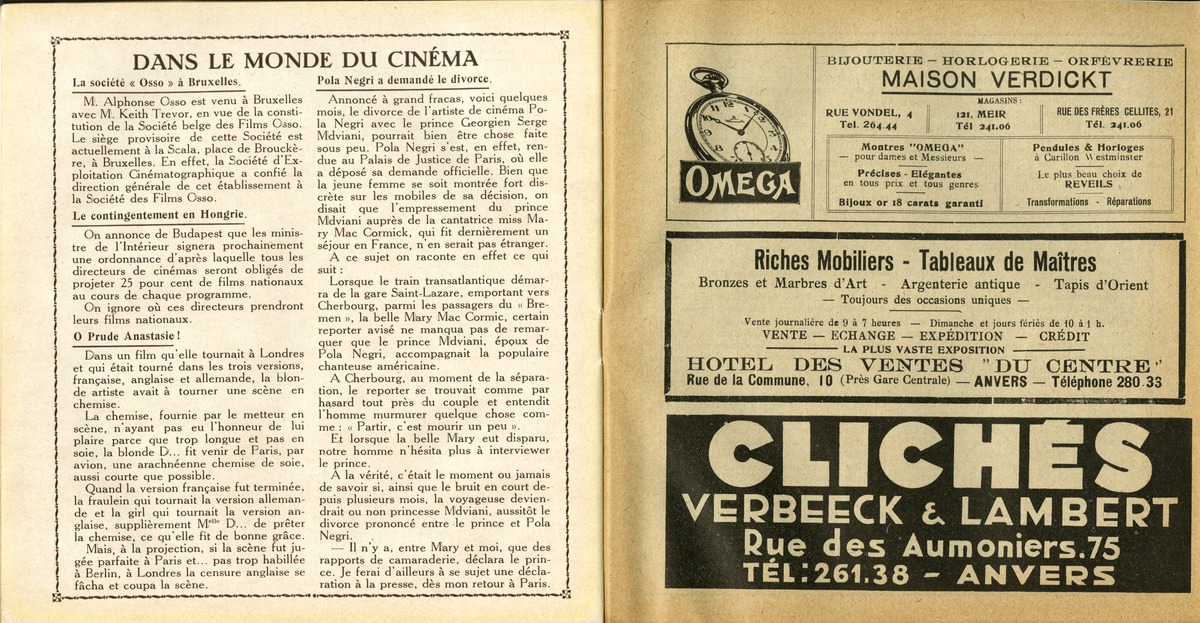 DANS LE MONDE DU CINÉMA
La société « Osso » à Bruxelles.
M. Alphonse Osso est venu à Bruxelles
avec M. Keith Trevor, en vue de la consti-
tution de la Société belge des Films Osso.
Le siège provisoire de cette Société est
actuellement à la Scala, place de Brouckè-
re, à Bruxelles. En effet, la Société d'Ex-
ploitation Cinématographique a confié la
direction générale de cet établissement à
la Société des Films Osso.
Le contingentement en Hongrie.
On annonce de Budapest que les minis-
tre de l'Intérieur signera prochainement
une ordonnance d'après laquelle tous les
directeurs de cinémas seront obligés de
projeter 25 pour cent de films nationaux
au cours de chaque programme.
On ignore où ces directeurs prendront
leurs films nationaux.
O Prude Anastasie !
Dans un film qu'elle tournait à Londres
et qui était tourné dans les trois versions,
française, anglaise et allemande, la blon-
de artiste avait à tourner une scène en
chemise.
La chemise, fournie par le metteur en
scène, n'ayant pas eu l'honneur de lui
plaire parce que trop longue et pas en
soie, la blonde D... fit venir de Paris, par
avion, une arachnéenne chemise de soie,
aussi courte que possible.
Quand la version française fut terminée,
la fraulein qui tournait la version alleman-
de et la girl qui tournait la version an-
glaise, supplièrent Melle D... de prêter
la chemise, ce qu'elle fit de bonne grâce.
Mais, à la projection, si la scène fut ju-
gée parfaite à Paris et... pas trop habillée
à Berlin, à Londres la censure anglaise se
fâcha et coupa la scène.
Pola Negri a demandé le divorce.
Annoncé à grand fracas, voici quelques
mois, le divorce de l'artiste de cinéma Po-
la Negri avec le prince Georgien Serge
Mdviani, pourrait bien être chose faite
sous peu. Pola Negri s'est, en effet, ren-
due au Palais de Justice de Paris, où elle
a déposé sa demande officielle. Bien que
la jeune femme se soit montrée fort dis-
crète sur les mobiles de sa décision, on
disait que l'empressement du prince
Mdviani auprès de la cantatrice miss Ma-
ry Mac Cormick, qui fit dernièrement un
séjour en France, n'en serait pas étranger.
A ce sujet on raconte en effet ce qui
suit :
Lorsque le train transatlantique démar-
ra de la gare Saint-Lazare, emportant vers
Cherbourg, parmi les passagers du « Bre-
men », la belle Mary Mac Cormic, certain
reporter avisé ne manqua pas de remar-
quer que le prince Mdviani, époux de
Pola Negri, accompagnait la populaire
chanteuse américaine.
A Cherbourg, au moment de la sépara-
tion, le reporter se trouvait comme par
hasard tout près du couple et entendit
l'homme murmurer quelque chose com-
me : « Partir, c'est mourir un peu ».
Et lorsque la belle Mary eut disparu,
notre homme n'hésita plus à interviewer
le prince.
A la vérité, c'était le moment ou jamais
de savoir si, ainsi que le bruit en court de-
puis plusieurs mois, la voyageuse devien-
drait ou non princesse Mdviani, aussitôt le
divorce prononcé entre le prince et Pola
Negri.
— Il n'y a, entre Mary et moi, que des
rapports de camaraderie, déclara le prin-
ce. Je ferai d'ailleurs à se sujet une décla-
ration à la presse, dès mon retour à Paris.
OMEGA
BIJOUTERIE – HORLOGERIE – ORFÈVRERIE
MAISON VERDICKT
MAGASINS :
RUE VONDEL, 4
Tel. 264.44
121, MEIR
Tél 241.06
RUE DES FRÈRES CELLITES, 21
Tél. 241.06
Montres "OMEGA"
— pour dames et Messieurs —
Précises - Elégantes
en tous prix et tous genres
Bijoux or 18 carats garanti
Pendules & Horloges
à Carillon Westminster
Le plus beau choix de
REVEILS
Transformations - Réparations
Riches Mobiliers - Tableaux de Maîtres
Bronzes et Marbres d'Art - Argenterie antique - Tapis d'Orient
— Toujours des occasions uniques —
Vente journalière de 9 à 7 heures — Dimanche et jours fériés de 10 à 1 h.
VENTE — ECHANGE — EXPÉDITION — CRÉDIT
LA PLUS VASTE EXPOSITION
HOTEL DES VENTES "DU CENTRE"
Rue de la Commune, 10 (Près Gare Centrale) — ANVERS — Téléphone 280.33
CLICHÉS
VERBEECK & LAMBERT
Rue des Aumoniers.75
TÉL: 261.38 – ANVERS